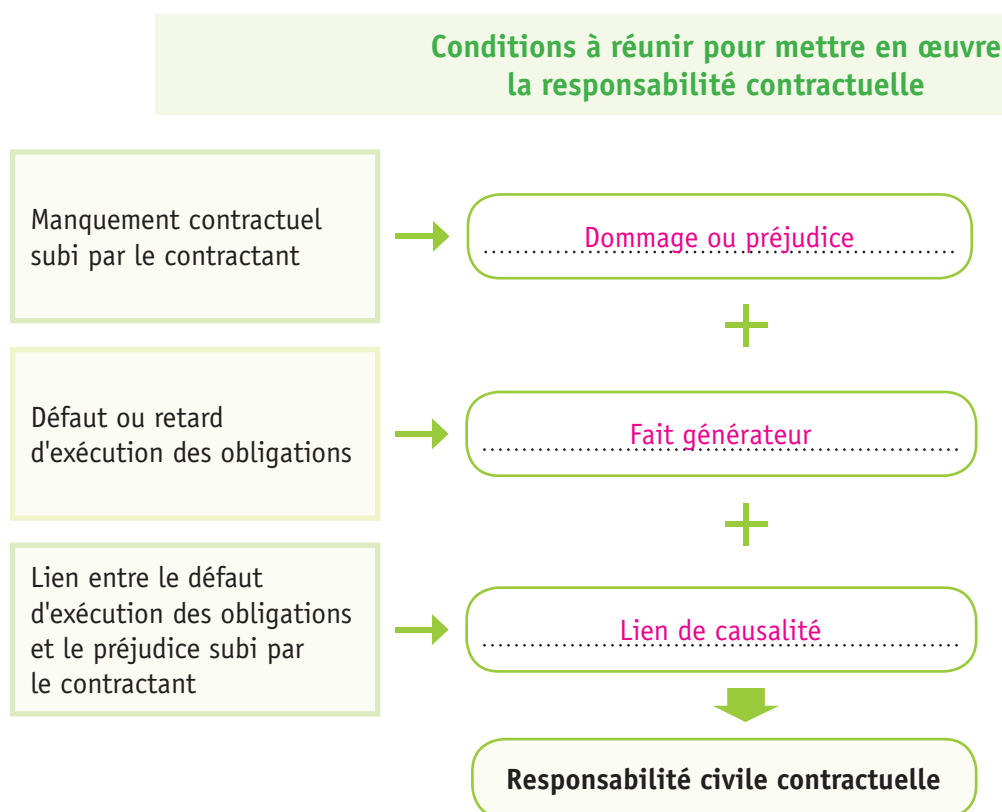 Conditions à réunir pour mettre en œuvre
la responsabilité contractuelle
Manquement contractuel
subi par le contractant
Dommage ou préjudice
+
Défaut ou retard
d'exécution des obligations
Fait générateur
+
Lien entre le défaut
d'exécution des obligations
et le préjudice subi par
le contractant
Lien de causalité
Responsabilité civile contractuelle